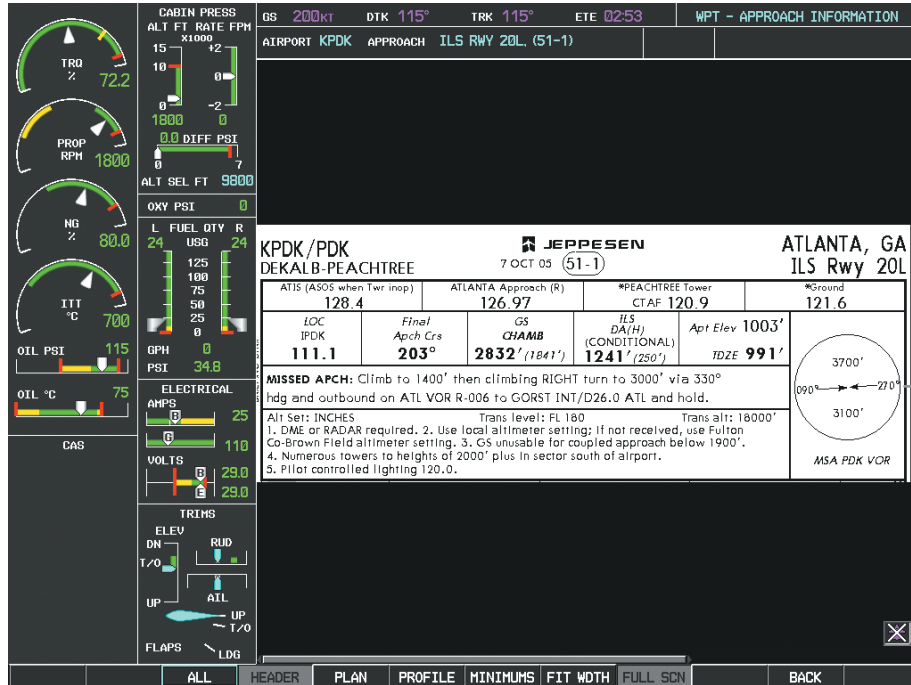 GS 200KT DTK 115° TRK 115° ETE 02:53 WPT – APPROACH INFORMATION
AIRPORT KPDK APPROACH ILS RWY 20L, (51-1)
TRQ
%
72.2
PROP
RPM
1800
NG
%
80.0
ITT
°C
700
OIL PSI 115
OIL °C 75
CAS
CABIN PRESS
ALT FT RATE FPM
X1000
15 +2
10 0
0 -2
1800 0
0.0 DIFF PSI
0 7
ALT SEL FT 9800
OXY PSI 0
L FUEL QTY R
24 USG 24
125
100
75
50
25
0
GPH 0
PSI 34.8
ELECTRICAL
AMPS
B 25
G 110
VOLTS
B 29.0
E 29.0
TRIMS
ELEV
DN RUD
T/O
UP AIL
UP
T/O
FLAPS LDG
KPDK/PDK JEPPESEN ATLANTA, GA
DEKALB-PEACHTREE 7 OCT 05 (51-1) ILS Rwy 20L
ATIS (ASOS when Twr inop) ATLANTA Approach (R) *PEACHTREE Tower *Ground
128.4 126.97 CTAF 120.9 121.6
LOC Final GS ILS
IPDK Apch Crs CHAMB DA(H) Apt Elev 1003'
(CONDITIONAL)
111.1 203° 2832' (1841') 1241' (250') TDZE 991'
MISSED APCH: Climb to 1400' then climbing RIGHT turn to 3000' via 330°
hdg and outbound on ATL VOR R-006 to GORST INT/D26.0 ATL and hold.
Alt Set: INCHES Trans level: FL 180 Trans alt: 18000'
1. DME or RADAR required. 2. Use local altimeter setting; if not received, use Fulton
Co-Brown Field altimeter setting. 3. GS unusable for coupled approach below 1900'.
4. Numerous towers to heights of 2000' plus in sector south of airport.
5. Pilot controlled lighting 120.0.
3700'
090° 270°
3100'
MSA PDK VOR
ALL HEADER PLAN PROFILE MINIMUMS FIT WDTH FULL SCN BACK